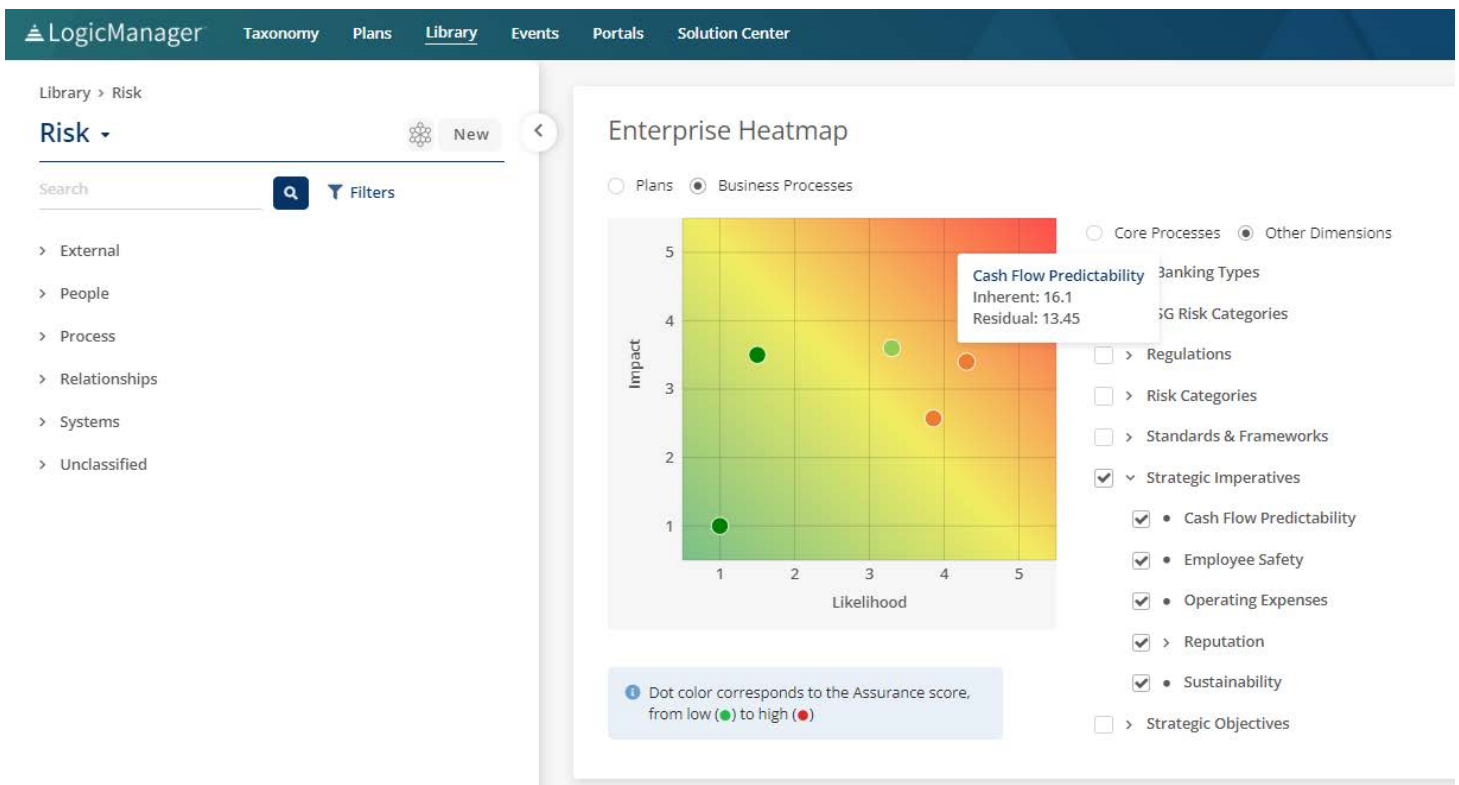 LogicManager Taxonomy Plans Library Events Portals Solution Center
Library > Risk
Risk
New
Search
Filters
> External
> People
> Process
> Relationships
> Systems
> Unclassified
Enterprise Heatmap
Plans Business Processes
5
4
3
2
1
Impact
1 2 3 4 5
Likelihood
Cash Flow Predictability
Inherent: 16.1
Residual: 13.45
Dot color corresponds to the Assurance score,
from low (●) to high (●)
Core Processes Other Dimensions
Banking Types
SG Risk Categories
> Regulations
> Risk Categories
> Standards & Frameworks
Strategic Imperatives
• Cash Flow Predictability
• Employee Safety
• Operating Expenses
> Reputation
• Sustainability
> Strategic Objectives